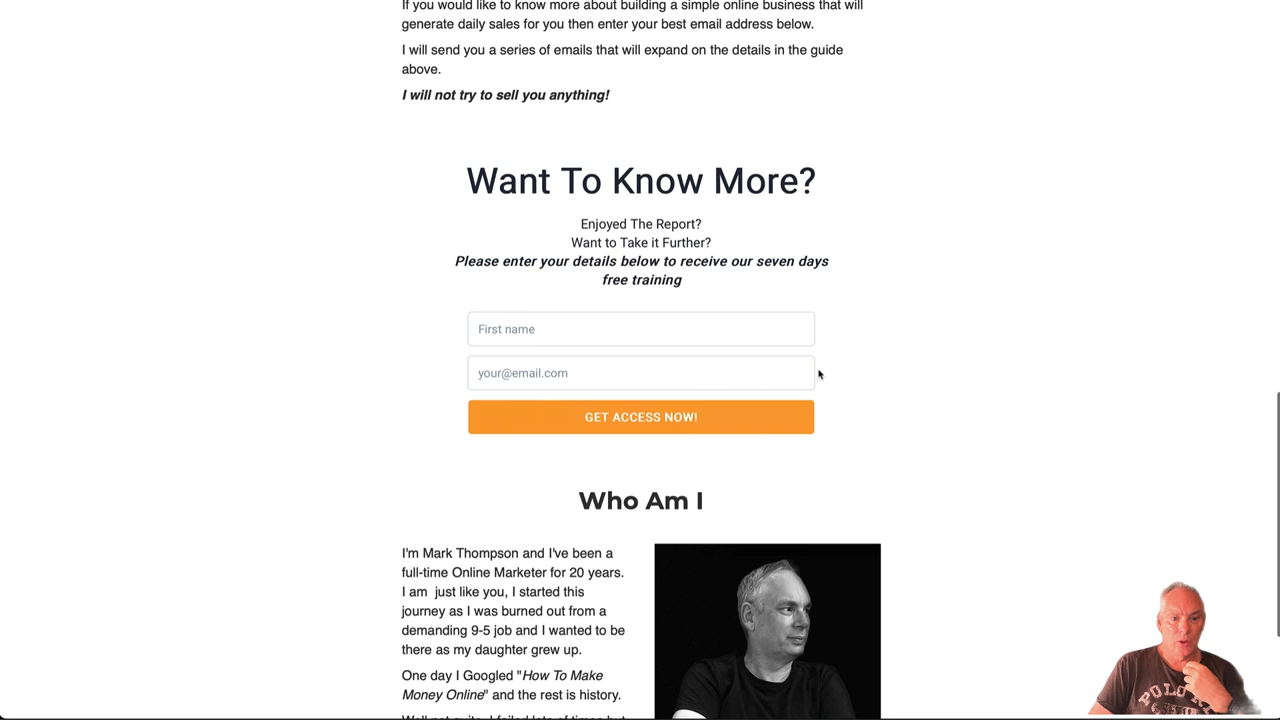 If you would like to know more about building a simple online business that will
generate daily sales for you then enter your best email address below.
I will send you a series of emails that will expand on the details in the guide
above.
I will not try to sell you anything!
Want To Know More?
Enjoyed The Report?
Want to Take it Further?
Please enter your details below to receive our seven days
free training
First name
your@email.com
GET ACCESS NOW!
Who Am I
I'm Mark Thompson and I've been a
full-time Online Marketer for 20 years.
I am just like you, I started this
journey as I was burned out from a
demanding 9-5 job and I wanted to be
there as my daughter grew up.
One day I Googled "How To Make
Money Online" and the rest is history.
POLO